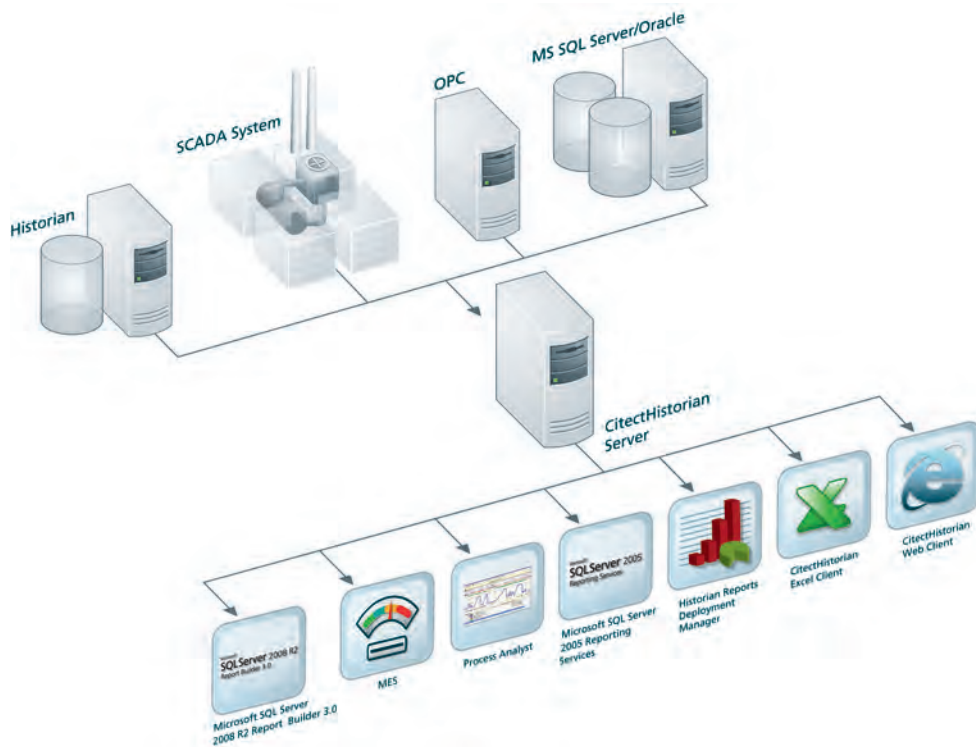 MS SQL Server/Oracle
OPC
SCADA System
Historian
CitectHistorian
Server
SQLServer 2008 R2
Report Builder 3.0
Microsoft SQL Server
2008 R2 Report Builder 3.0
MES
Process Analyst
SQLServer 2005
Reporting Services
Microsoft SQL Server
2005 Reporting
Services
Historian Reports
Deployment
Manager
CitectHistorian
Excel Client
CitectHistorian
Web Client